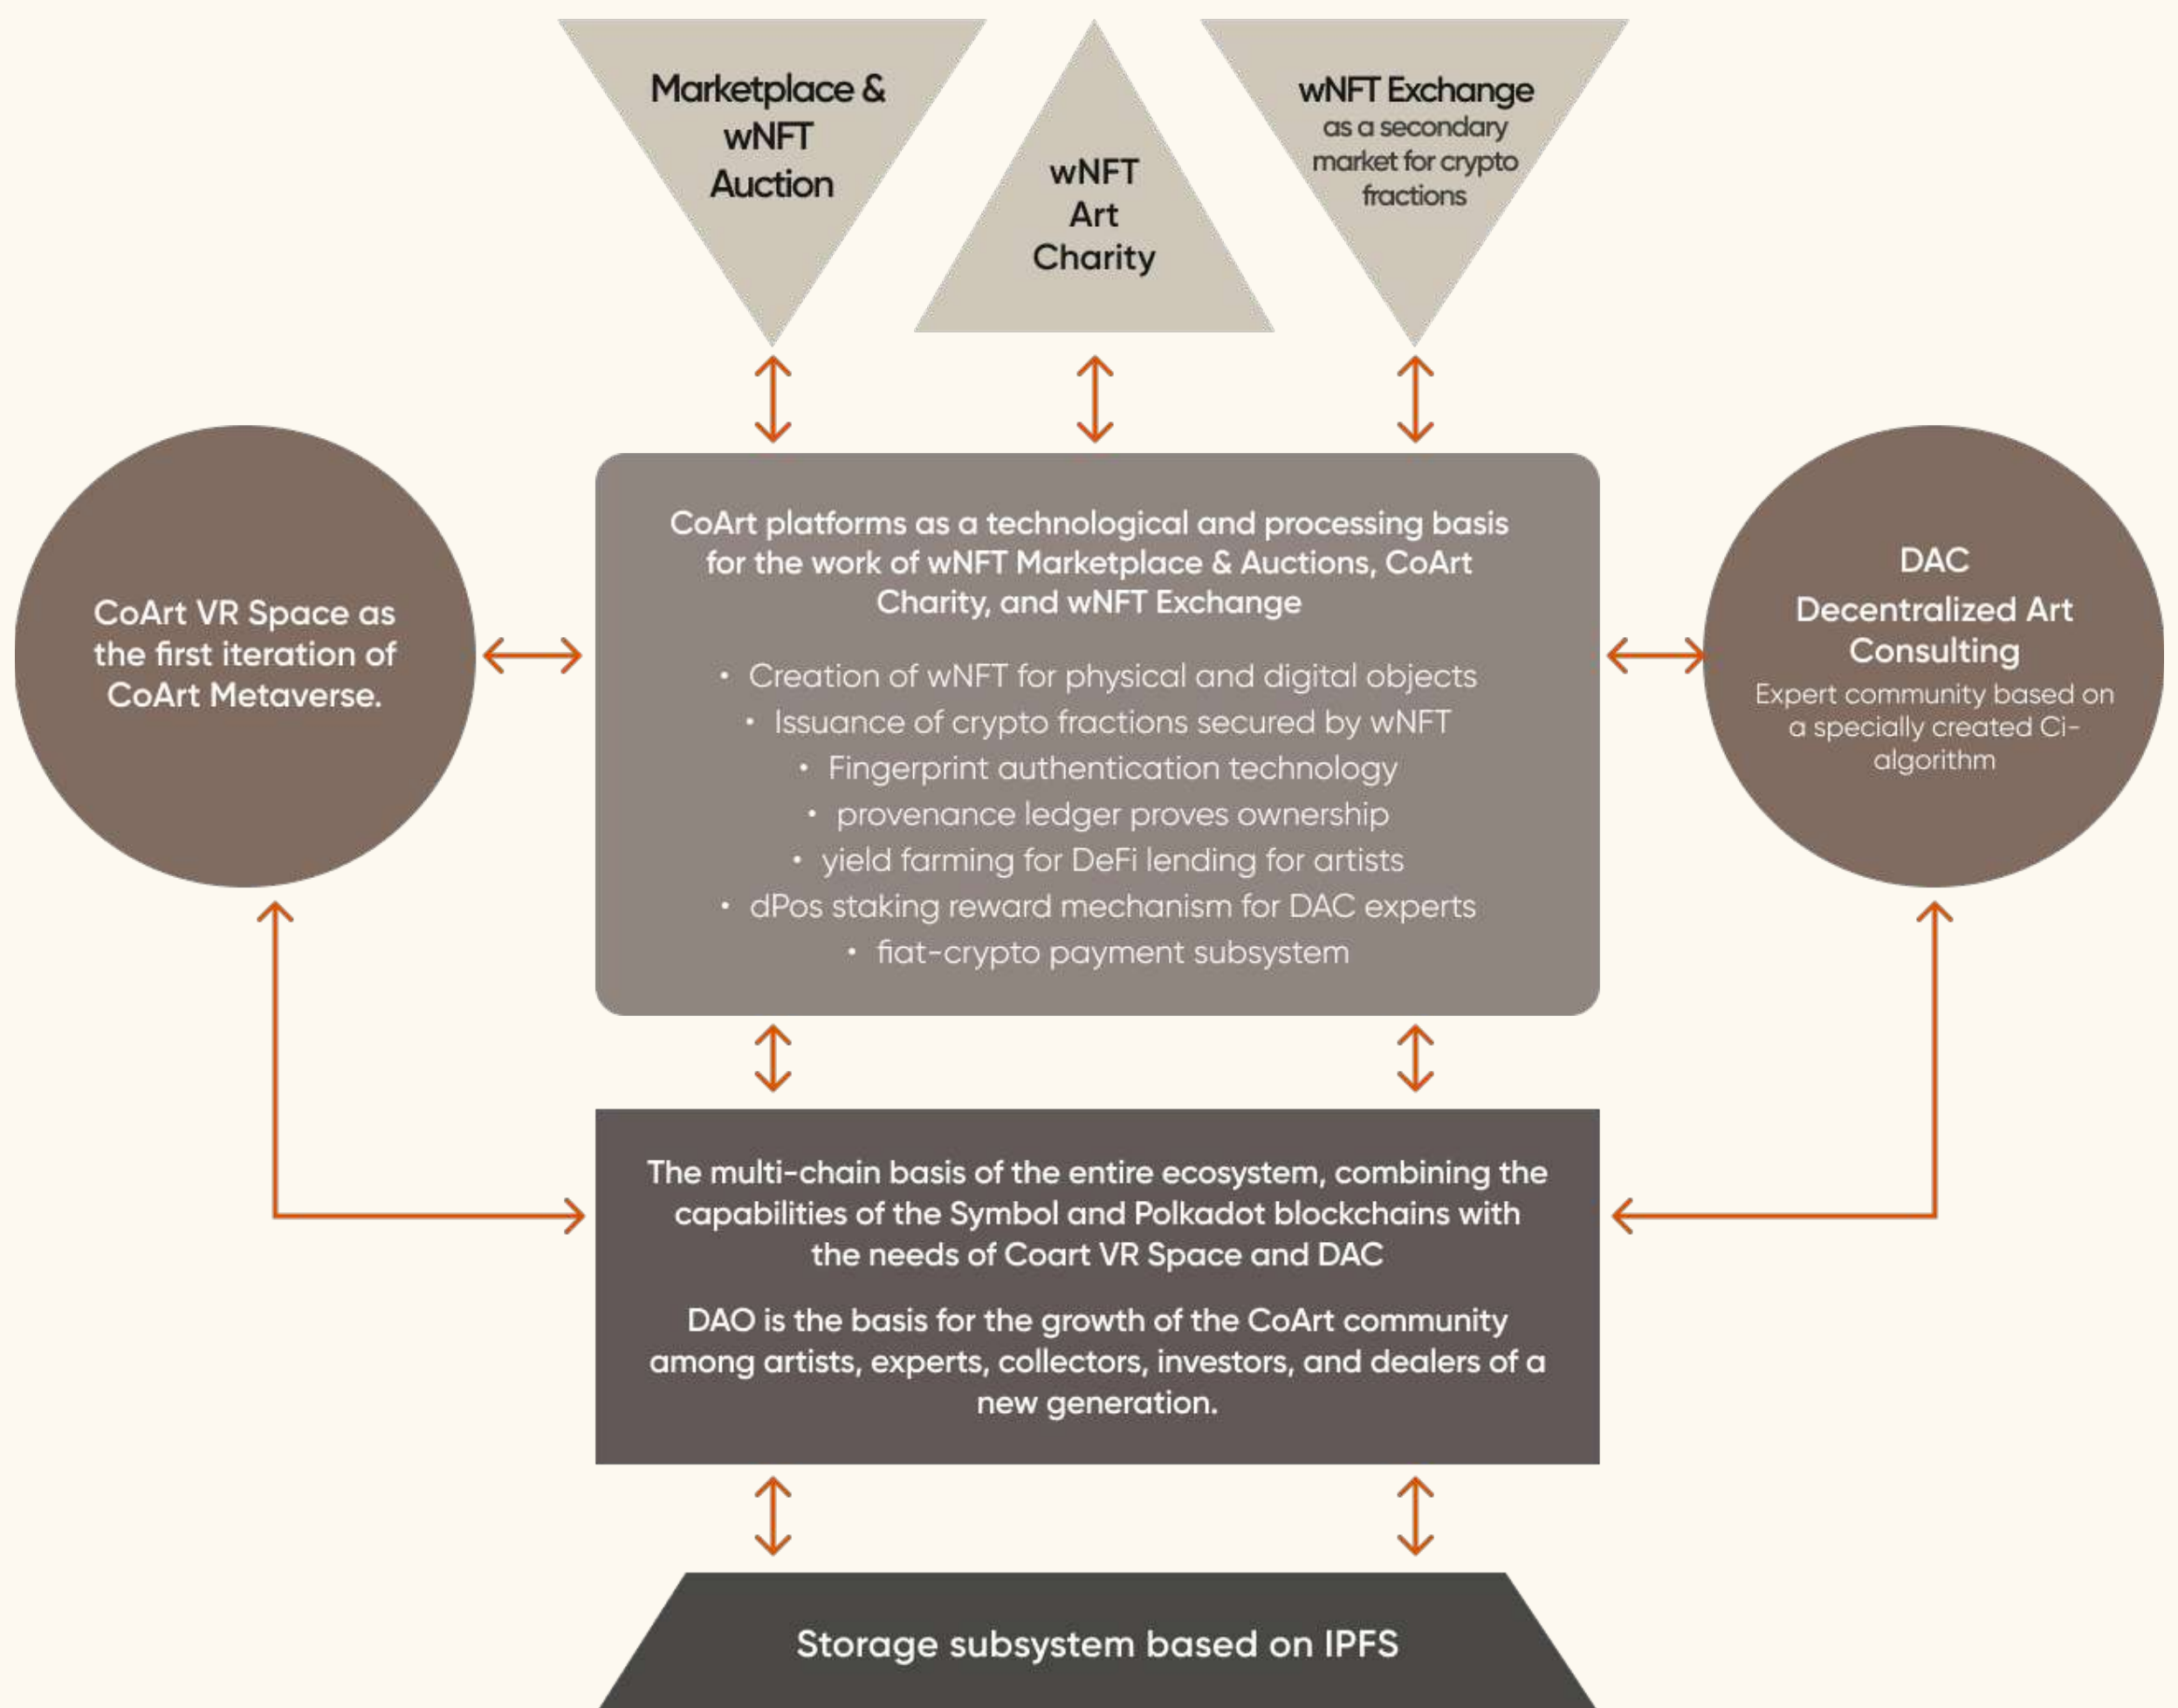 Marketplace &
wNFT
Auction
wNFT
Art
Charity
wNFT Exchange
as a secondary
market for crypto
fractions
CoArt VR Space as
the first iteration of
CoArt Metaverse.
CoArt platforms as a technological and processing basis
for the work of wNFT Marketplace & Auctions, CoArt
Charity, and wNFT Exchange
• Creation of wNFT for physical and digital objects
• Issuance of crypto fractions secured by wNFT
• Fingerprint authentication technology
• provenance ledger proves ownership
• yield farming for DeFi lending for artists
• dPos staking reward mechanism for DAC experts
• fiat-crypto payment subsystem
DAC
Decentralized Art
Consulting
Expert community based on
a specially created Ci-
algorithm
The multi-chain basis of the entire ecosystem, combining the
capabilities of the Symbol and Polkadot blockchains with
the needs of Coart VR Space and DAC
DAO is the basis for the growth of the CoArt community
among artists, experts, collectors, investors, and dealers of a
new generation.
Storage subsystem based on IPFS